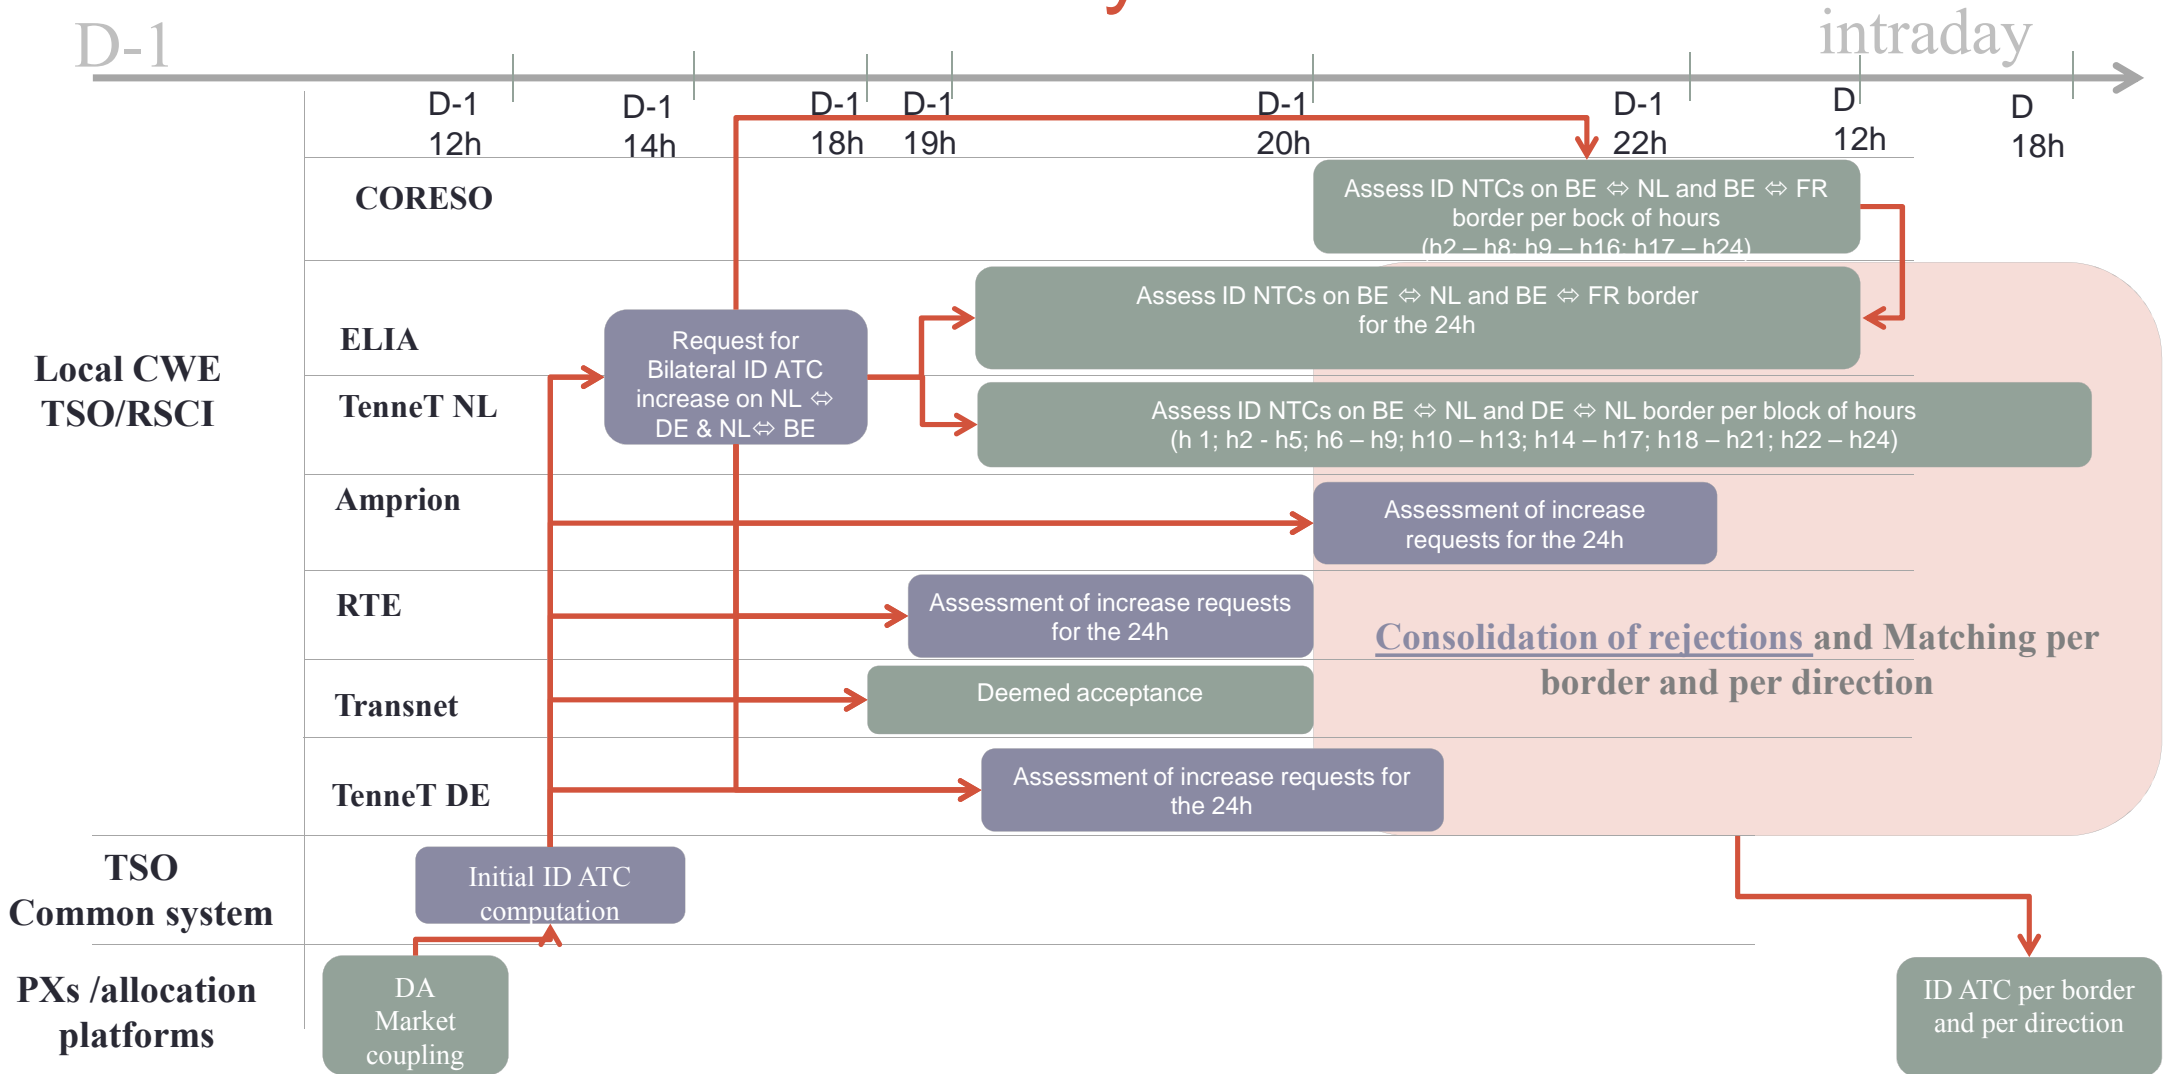 D-1
intraday
D-1
12h
D-1
14h
D-1
18h
D-1
19h
D-1
20h
D-1
22h
D
12h
D
18h
Local CWE
TSO/RSCI
CORESO
Assess ID NTCs on BE ⇔ NL and BE ⇔ FR
border per bock of hours
(h2 – h8; h9 – h16; h17 – h24)
ELIA
Request for
Bilateral ID ATC
increase on NL ⇔
DE & NL⇔ BE
Assess ID NTCs on BE ⇔ NL and BE ⇔ FR border
for the 24h
TenneT NL
Assess ID NTCs on BE ⇔ NL and DE ⇔ NL border per block of hours
(h 1; h2 - h5; h6 – h9; h10 – h13; h14 – h17; h18 – h21; h22 – h24)
Amprion
Assessment of increase
requests for the 24h
RTE
Assessment of increase requests
for the 24h
Consolidation of rejections and Matching per
border and per direction
Transnet
Deemed acceptance
TenneT DE
Assessment of increase requests for
the 24h
TSO
Common system
Initial ID ATC
computation
PXs /allocation
platforms
DA
Market
coupling
ID ATC per border
and per direction